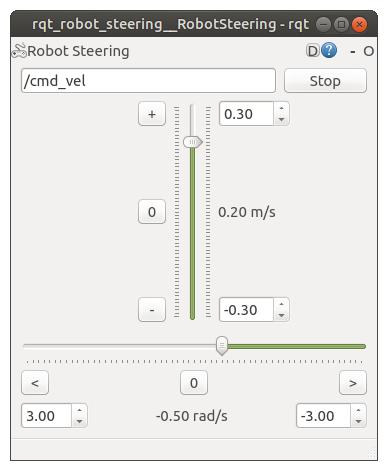 rqt_robot_steering__RobotSteering - rqt
Robot Steering D ? - O
/cmd_vel Stop
+ 0.30
0 0.20 m/s
- -0.30
< 0 >
3.00 -0.50 rad/s -3.00